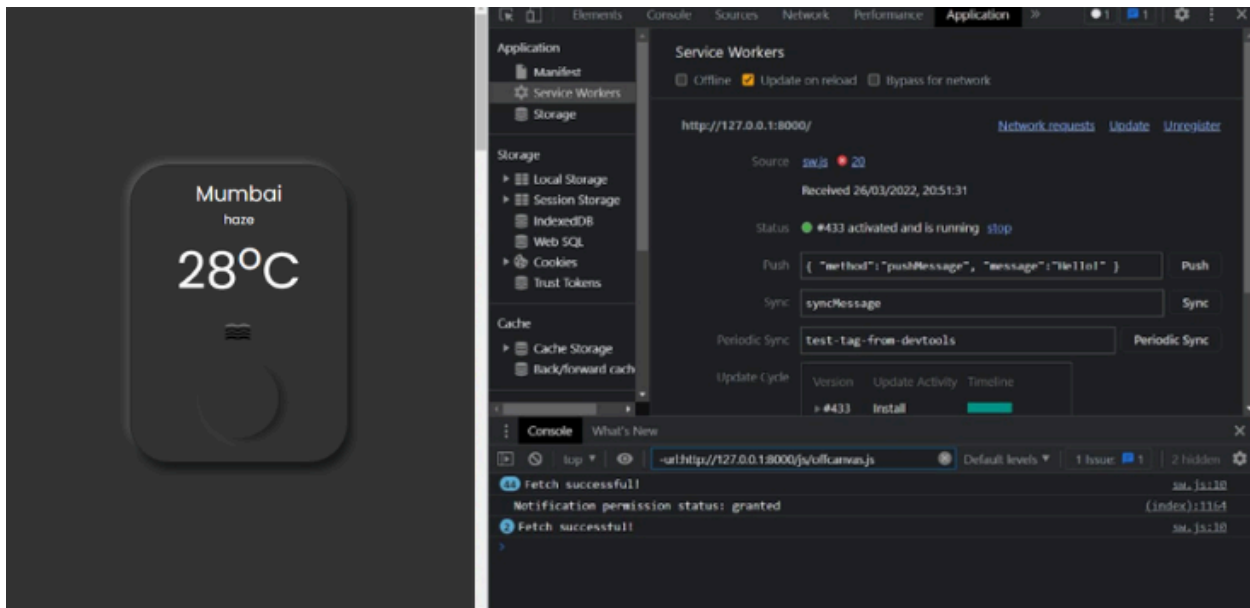 Mumbai
haze
28°C
Elements Console Sources Network Performance Application » 1 1
Application
Manifest
Service Workers
Storage
Storage
Local Storage
Session Storage
IndexedDB
Web SQL
Cookies
Trust Tokens
Cache
Cache Storage
Back/forward cach
Service Workers
Offline Update on reload Bypass for network
http://127.0.0.1:8000/ Network requests Update Unregister
Source sw.js 20
Received 26/03/2022, 20:51:31
Status #433 activated and is running stop
Push { "method":"pushMessage", "message":"Hello!" } Push
Sync syncMessage Sync
Periodic Sync test-tag-from-devtools Periodic Sync
Update Cycle Version Update Activity Timeline
#433 Install
Console What's New
top -url:http://127.0.0.1:8000/js/offcanvas.js Default levels 1 Issue: 1 2 hidden
44 Fetch successful! sw.js:10
Notification permission status: granted (index):1164
2 Fetch successful! sw.js:10